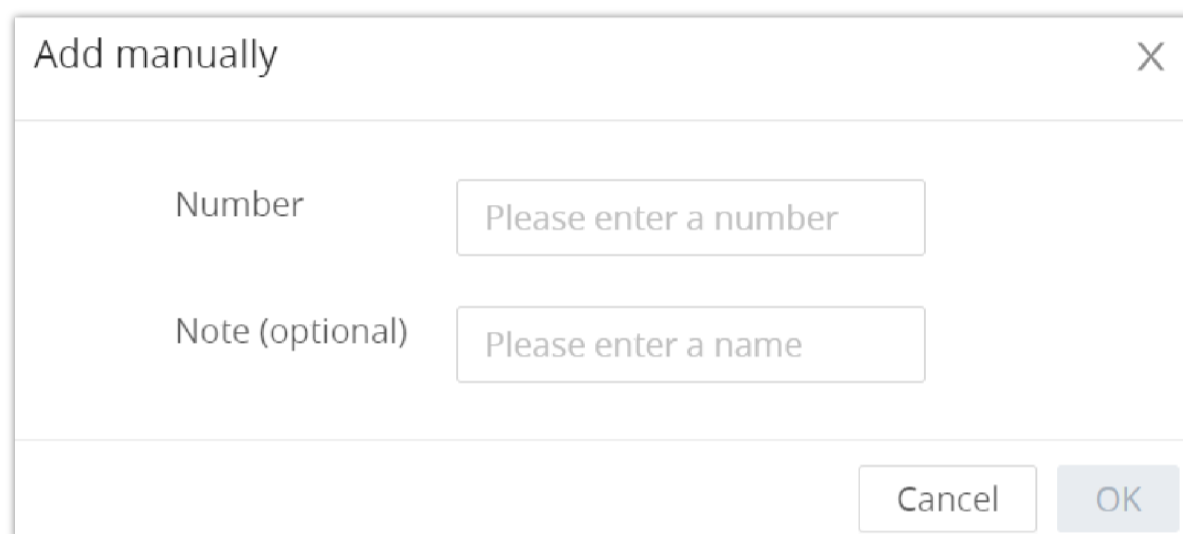 Add manually X
Number Please enter a number
Note (optional) Please enter a name
Cancel OK